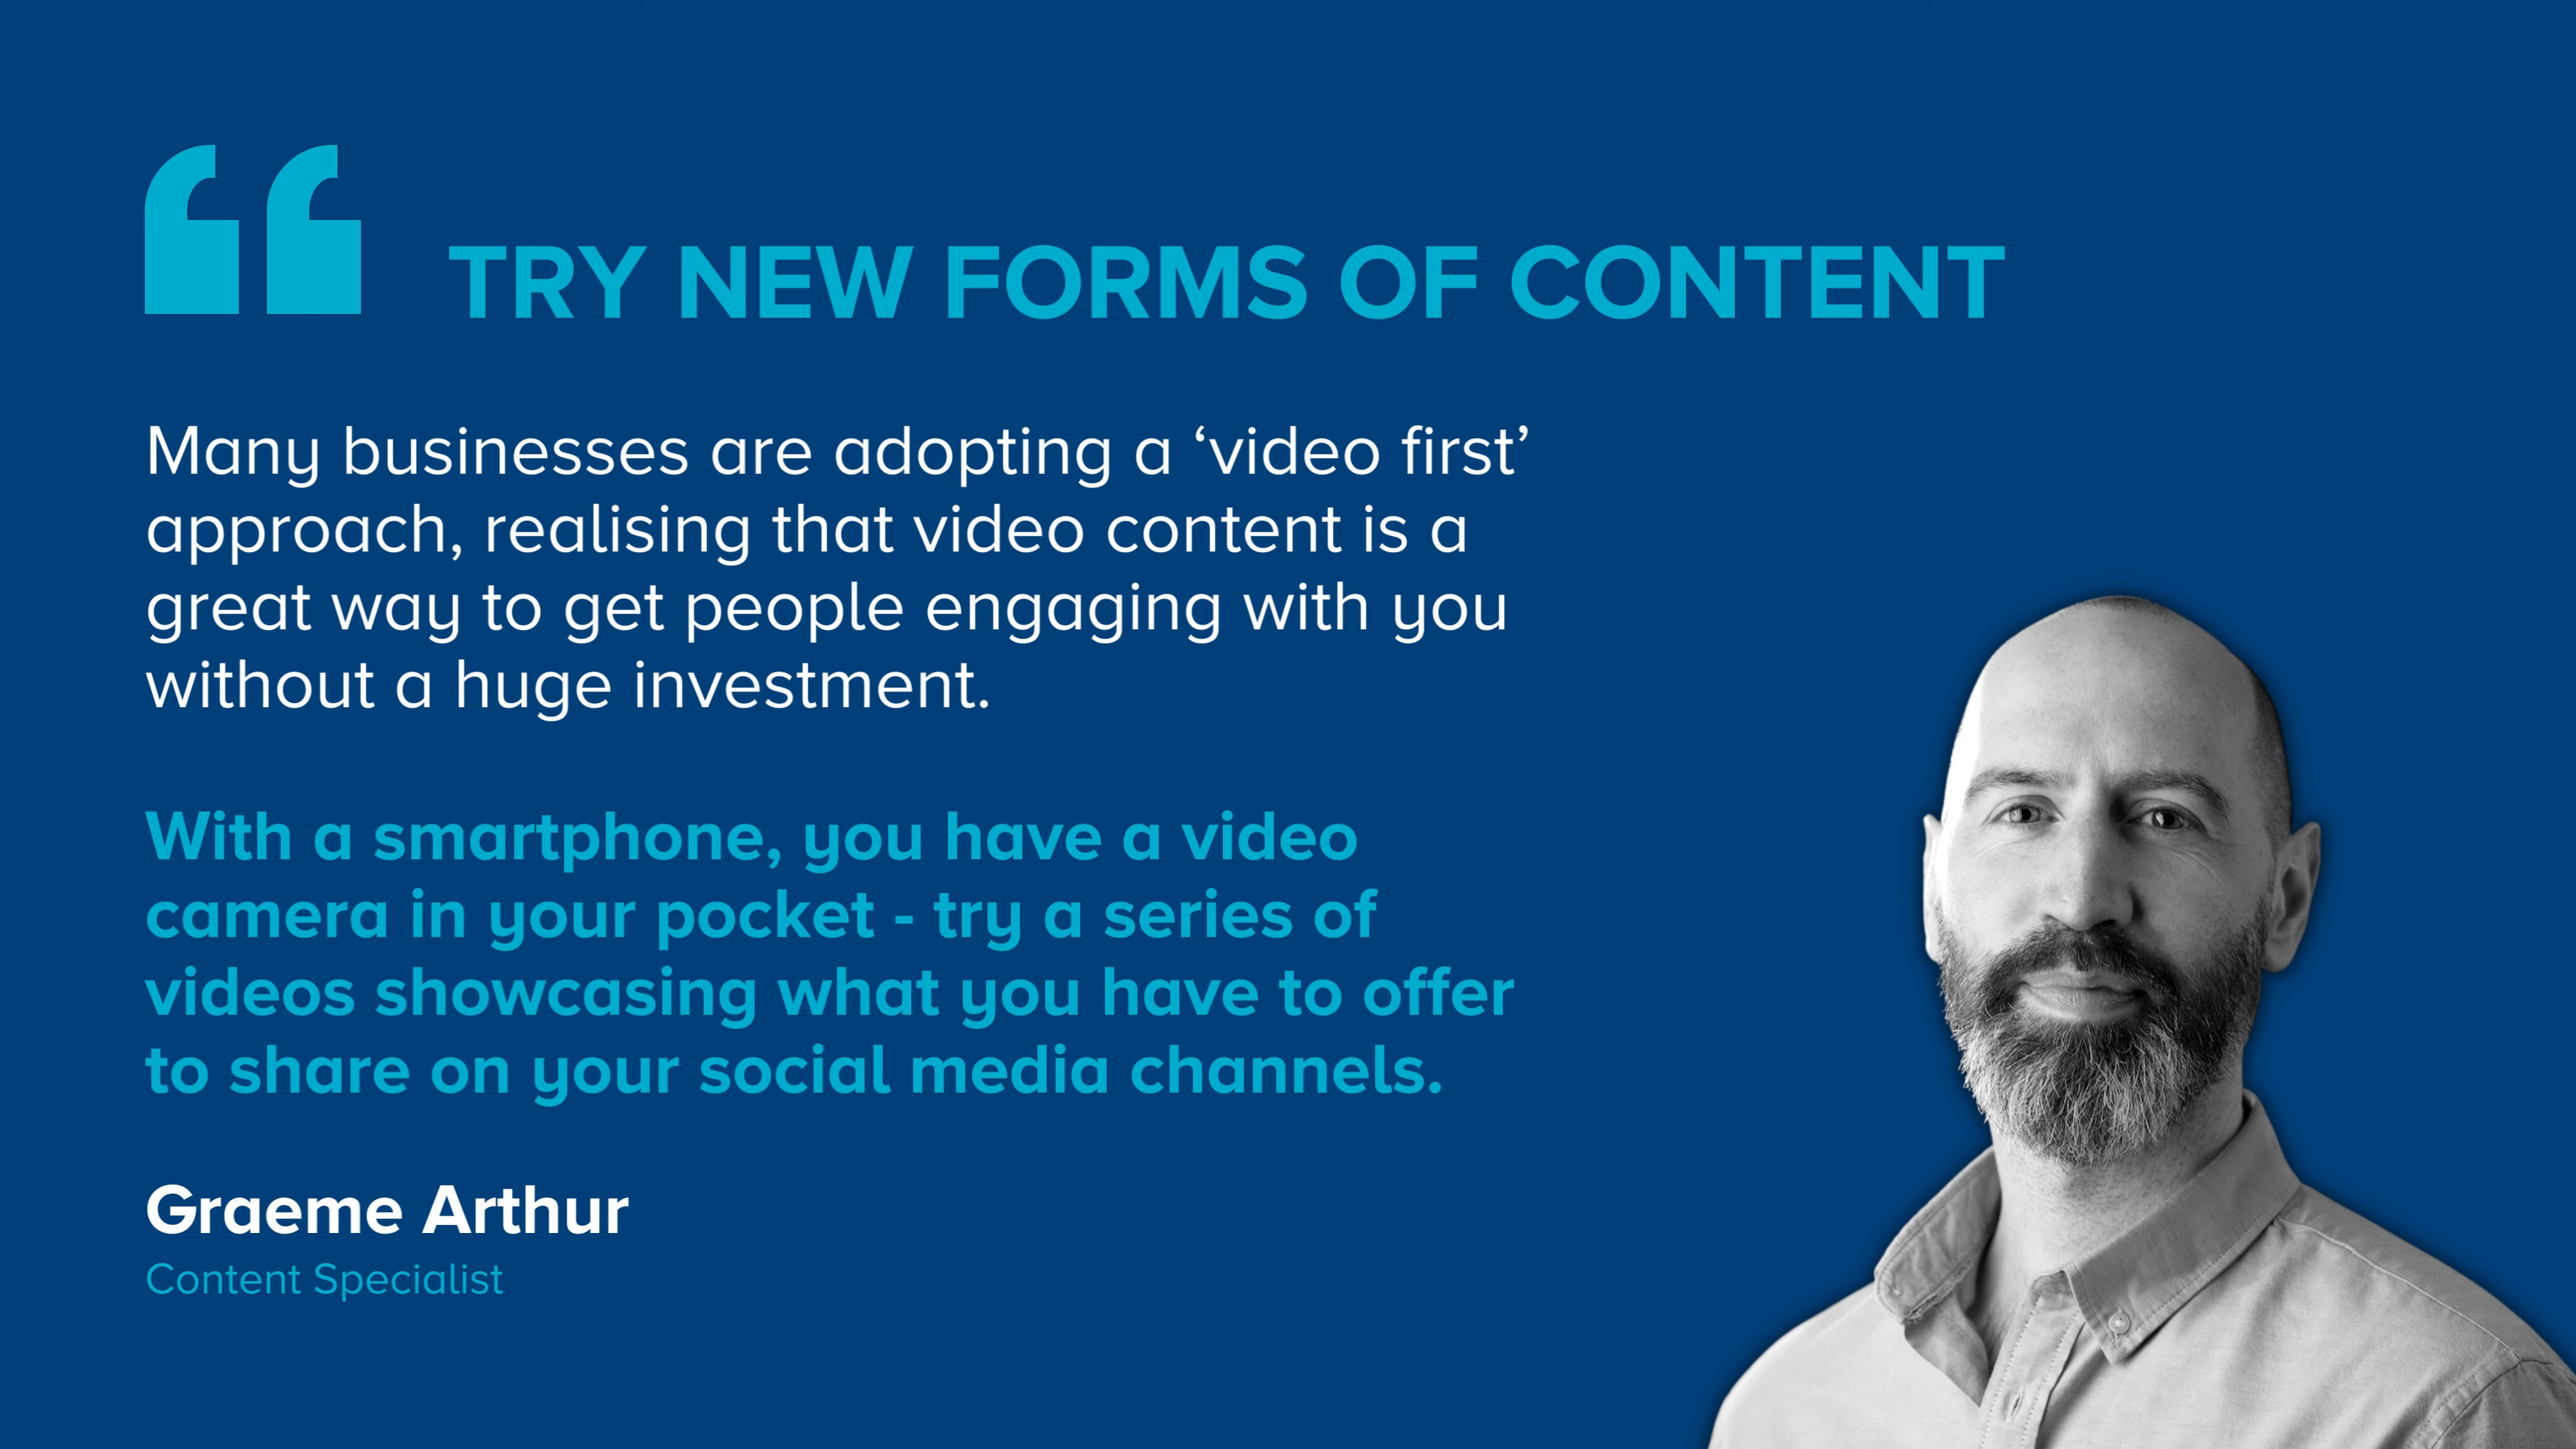 TRY NEW FORMS OF CONTENT
Many businesses are adopting a ‘video first’
approach, realising that video content is a
great way to get people engaging with you
without a huge investment.
With a smartphone, you have a video
camera in your pocket - try a series of
videos showcasing what you have to offer
to share on your social media channels.
Graeme Arthur
Content Specialist